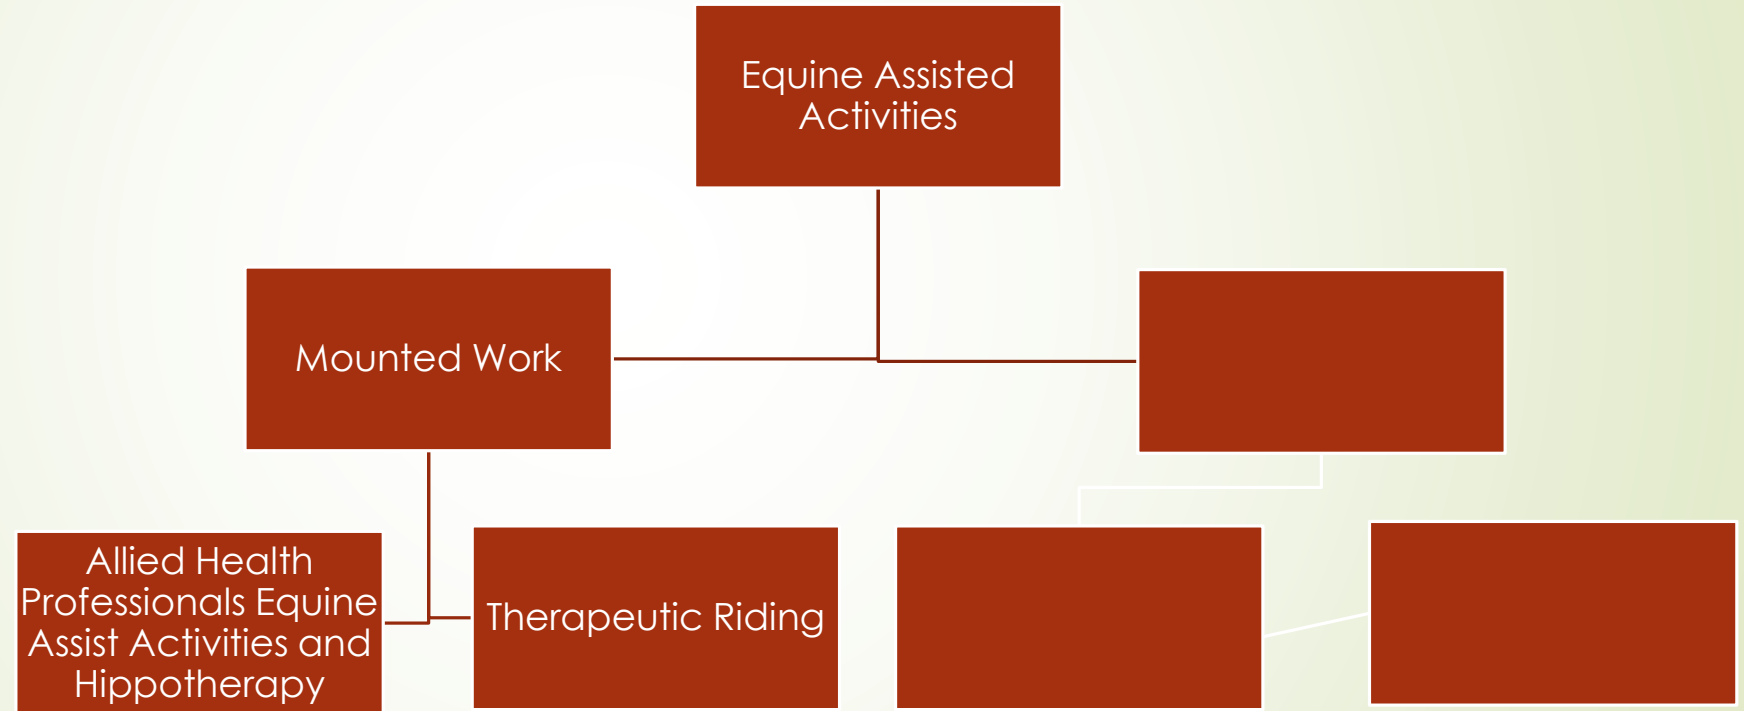 Equine Assisted
Activities
Mounted Work
Allied Health
Professionals Equine
Assist Activities and
Hippotherapy
Therapeutic Riding